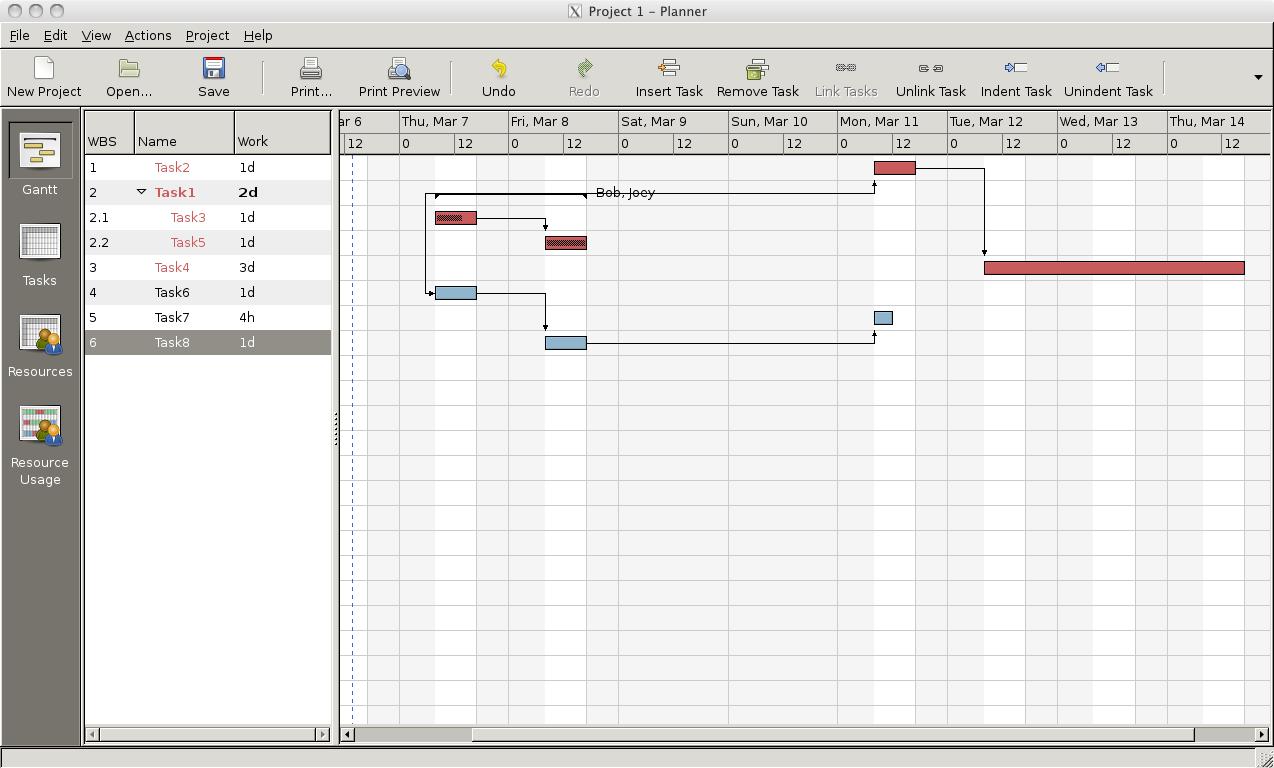 Project 1 – Planner
File Edit View Actions Project Help
New Project Open... Save Print... Print Preview Undo Redo Insert Task Remove Task Link Tasks Unlink Task Indent Task Unindent Task
ar 6 Thu, Mar 7 Fri, Mar 8 Sat, Mar 9 Sun, Mar 10 Mon, Mar 11 Tue, Mar 12 Wed, Mar 13 Thu, Mar 14
WBS Name Work 12 0 12 0 12 0 12 0 12 0 12 0 12 0 12 0 12
1 Task2 1d
2 Task1 2d Bob, Joey
2.1 Task3 1d
2.2 Task5 1d
3 Task4 3d
4 Task6 1d
5 Task7 4h
6 Task8 1d
Gantt
Tasks
Resources
Resource
Usage